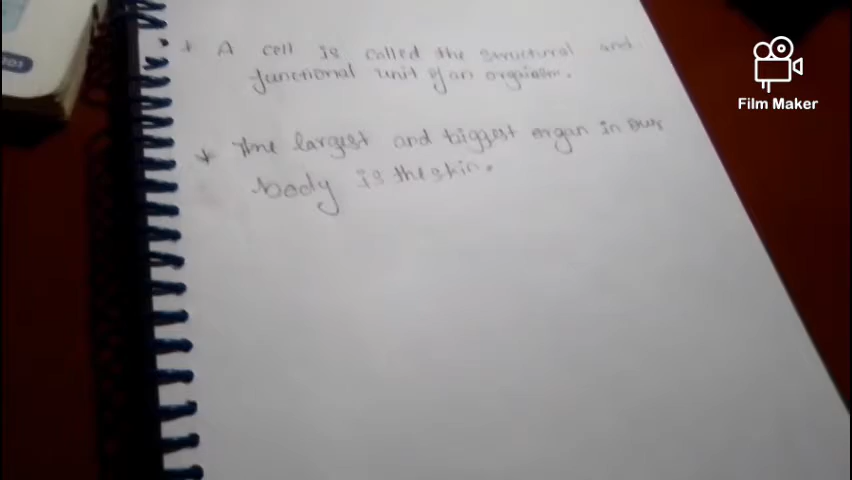 * A cell is called the structural and
functional unit of an orgniasm.
* The largest and biggest organ in our
body is the skin.
Film Maker